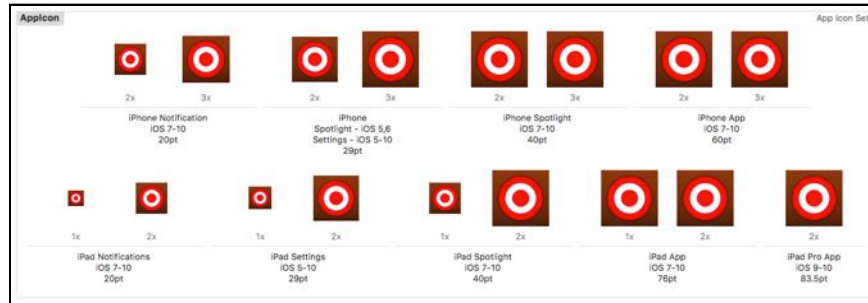 AppIcon
App Icon Set
2x 3x 2x 3x 2x 3x 2x 3x
iPhone Notification
iOS 7-10
20pt
iPhone
Spotlight - iOS 5,6
Settings - iOS 5-10
29pt
iPhone Spotlight
iOS 7-10
40pt
iPhone App
iOS 7-10
60pt
1x 2x 1x 2x 1x 2x 1x 2x 2x
iPad Notifications
iOS 7-10
20pt
iPad Settings
iOS 5-10
29pt
iPad Spotlight
iOS 7-10
40pt
iPad App
iOS 7-10
76pt
iPad Pro App
iOS 9-10
83.5pt